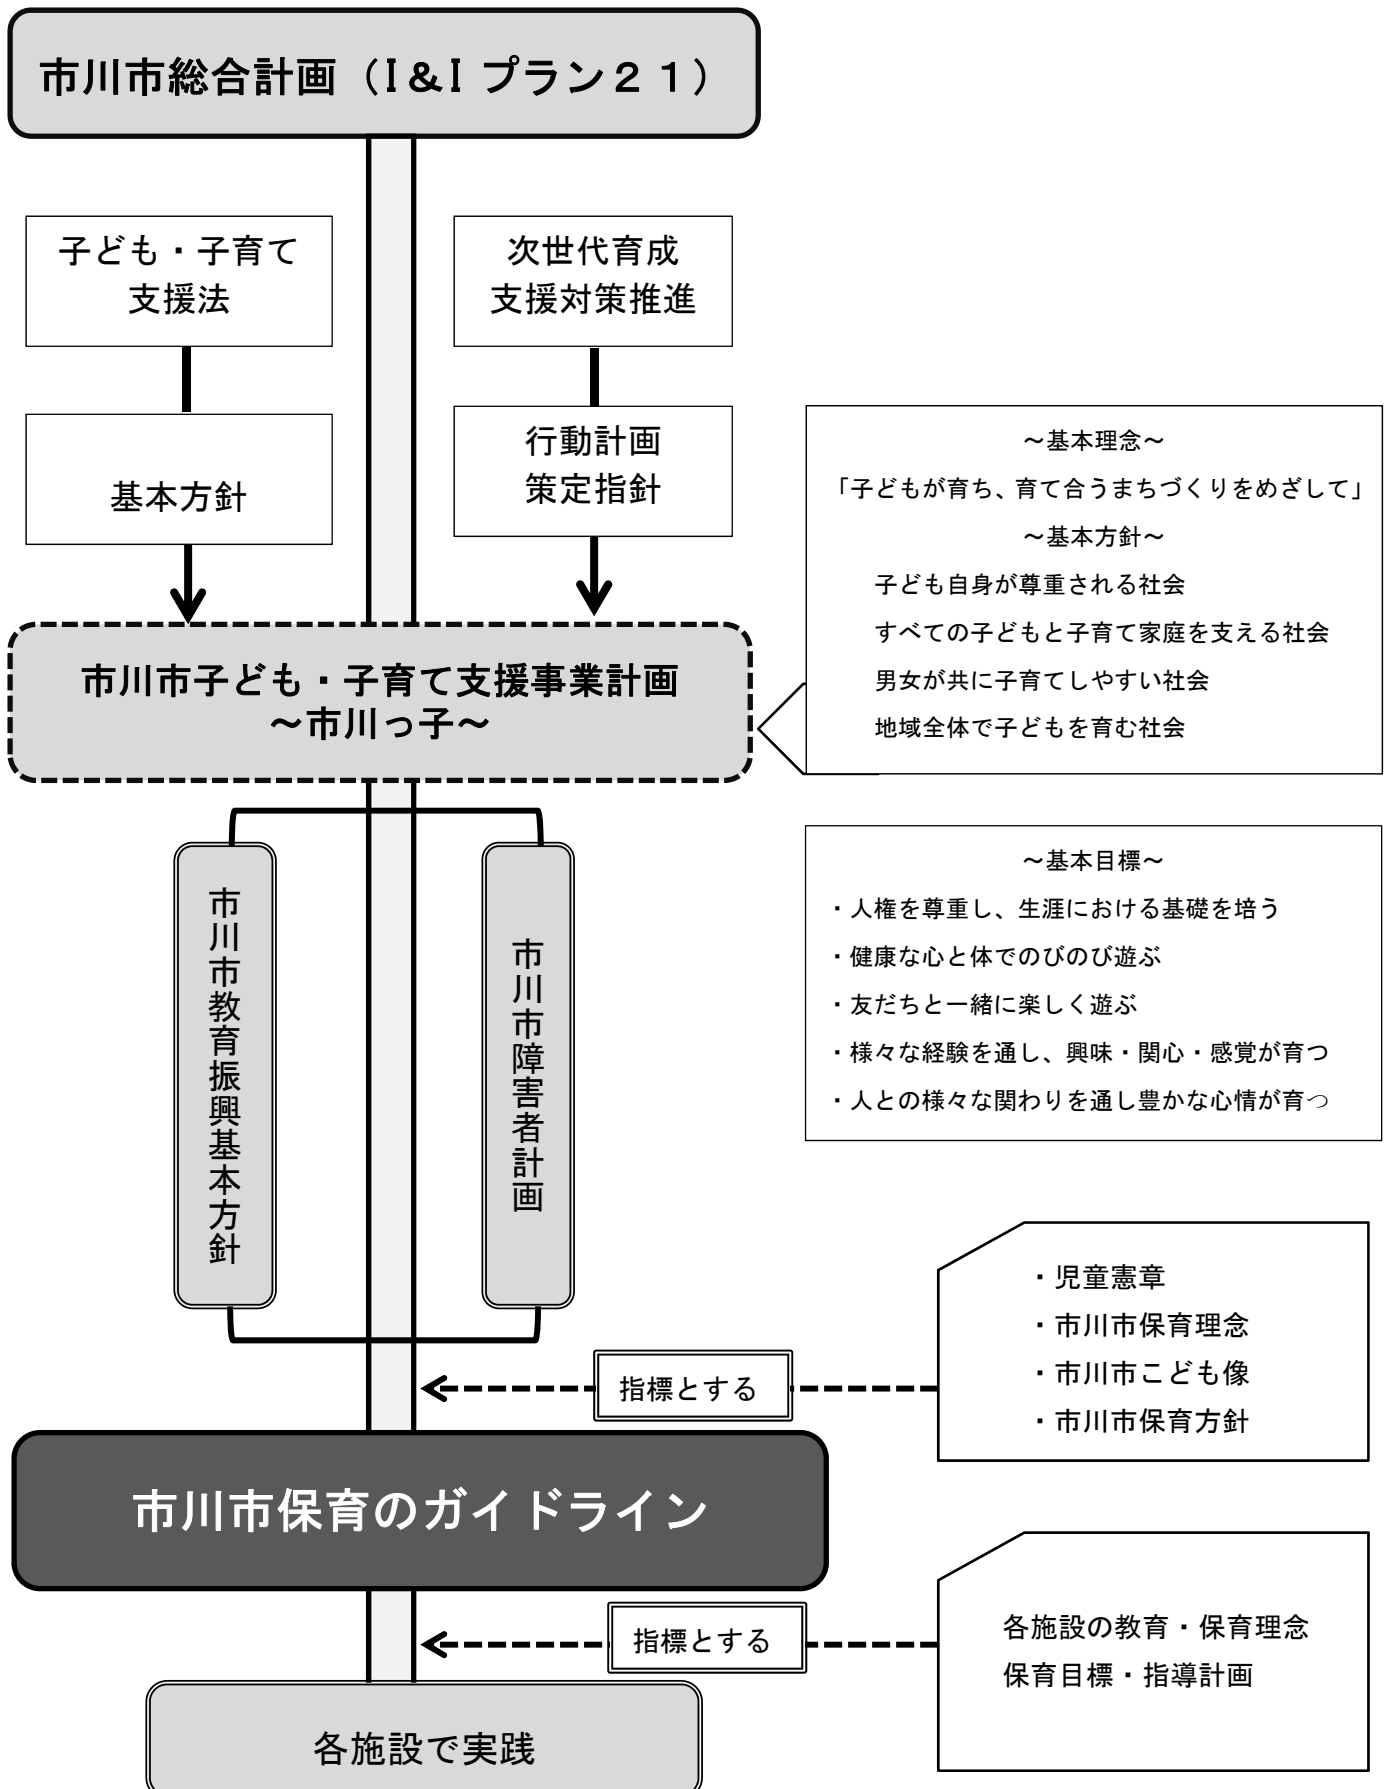 市川市総合計画（I&I プラン２１）
子ども・子育て
支援法
次世代育成
支援対策推進
基本方針
行動計画
策定指針
～基本理念～
「子どもが育ち、育て合うまちづくりをめざして」
～基本方針～
子ども自身が尊重される社会
すべての子どもと子育て家庭を支える社会
男女が共に子育てしやすい社会
地域全体で子どもを育む社会
市川市子ども・子育て支援事業計画
～市川っ子～
～基本目標～
・人権を尊重し、生涯における基礎を培う
・健康な心と体でのびのび遊ぶ
・友だちと一緒に楽しく遊ぶ
・様々な経験を通し、興味・関心・感覚が育つ
・人との様々な関わりを通し豊かな心情が育つ
市川市教育振興基本方針
市川市障害者計画
・児童憲章
・市川市保育理念
・市川市こども像
・市川市保育方針
指標とする
市川市保育のガイドライン
指標とする
各施設の教育・保育理念
保育目標・指導計画
各施設で実践